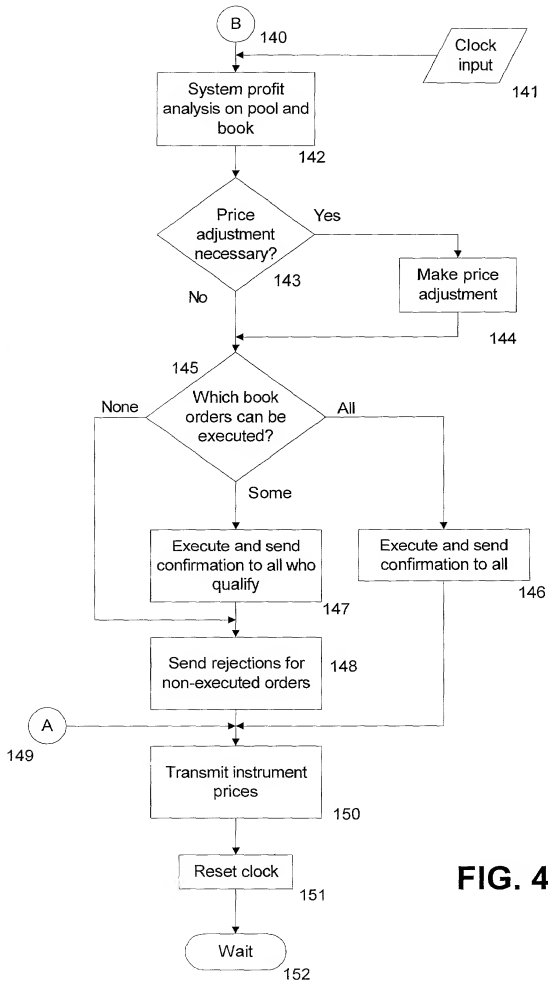 B
140
Clock
input
141
System profit
analysis on pool and
book
142
Price
adjustment
necessary?
Yes
143
No
Make price
adjustment
144
145
Which book
orders can be
executed?
None
All
Some
Execute and send
confirmation to all who
qualify
147
Execute and send
confirmation to all
146
Send rejections for
non-executed orders
148
A
149
Transmit instrument
prices
150
Reset clock
151
FIG. 4
Wait
152